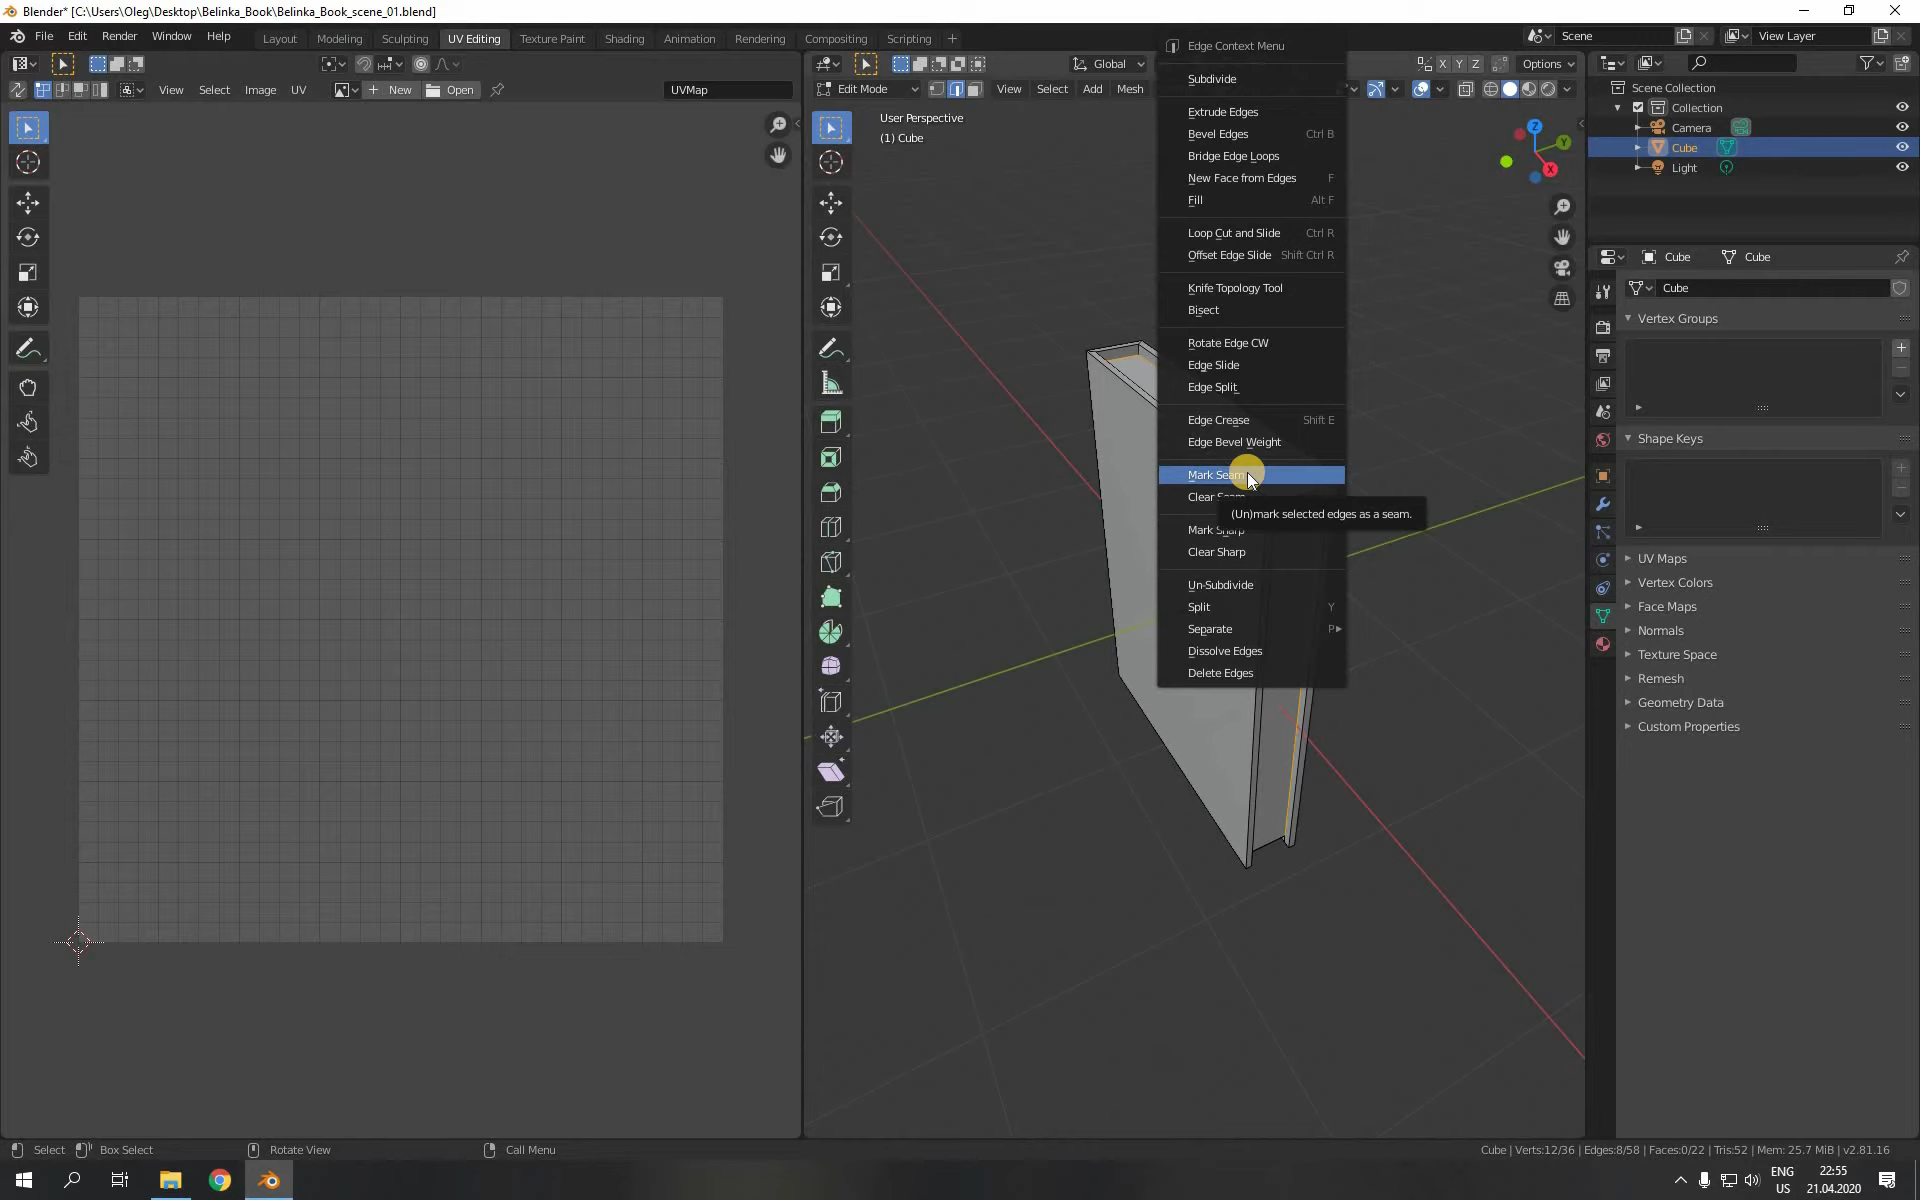 Blender* [C:\Users\Oleg\Desktop\Belinka_Book\Belinka_Book_scene_01.blend]
File Edit Render Window Help Layout Modeling Sculpting UV Editing Texture Paint Shading Animation Rendering Compositing Scripting Scene View Layer
Global X Y Z Options
View Select Image UV New Open UVMap
Edit Mode View Select Add Mesh
User Perspective
(1) Cube
Edge Context Menu
Subdivide
Extrude Edges
Bevel Edges Ctrl B
Bridge Edge Loops
New Face from Edges F
Fill Alt F
Loop Cut and Slide Ctrl R
Offset Edge Slide Shift Ctrl R
Knife Topology Tool
Bisect
Rotate Edge CW
Edge Slide
Edge Split
Edge Crease Shift E
Edge Bevel Weight
Mark Seam
Clear Seam
(Un)mark selected edges as a seam.
Mark Sharp
Clear Sharp
Un-Subdivide
Split Y
Separate P
Dissolve Edges
Delete Edges
Z
Y
X
Scene Collection
Collection
Camera
Cube
Light
Cube Cube
Cube
Vertex Groups
Shape Keys
UV Maps
Vertex Colors
Face Maps
Normals
Texture Space
Remesh
Geometry Data
Custom Properties
Select Box Select Rotate View Call Menu Cube | Verts:12/36 | Edges:8/58 | Faces:0/22 | Tris:52 | Mem: 25.7 MiB | v2.81.16
ENG
US
22:55
21.04.2020